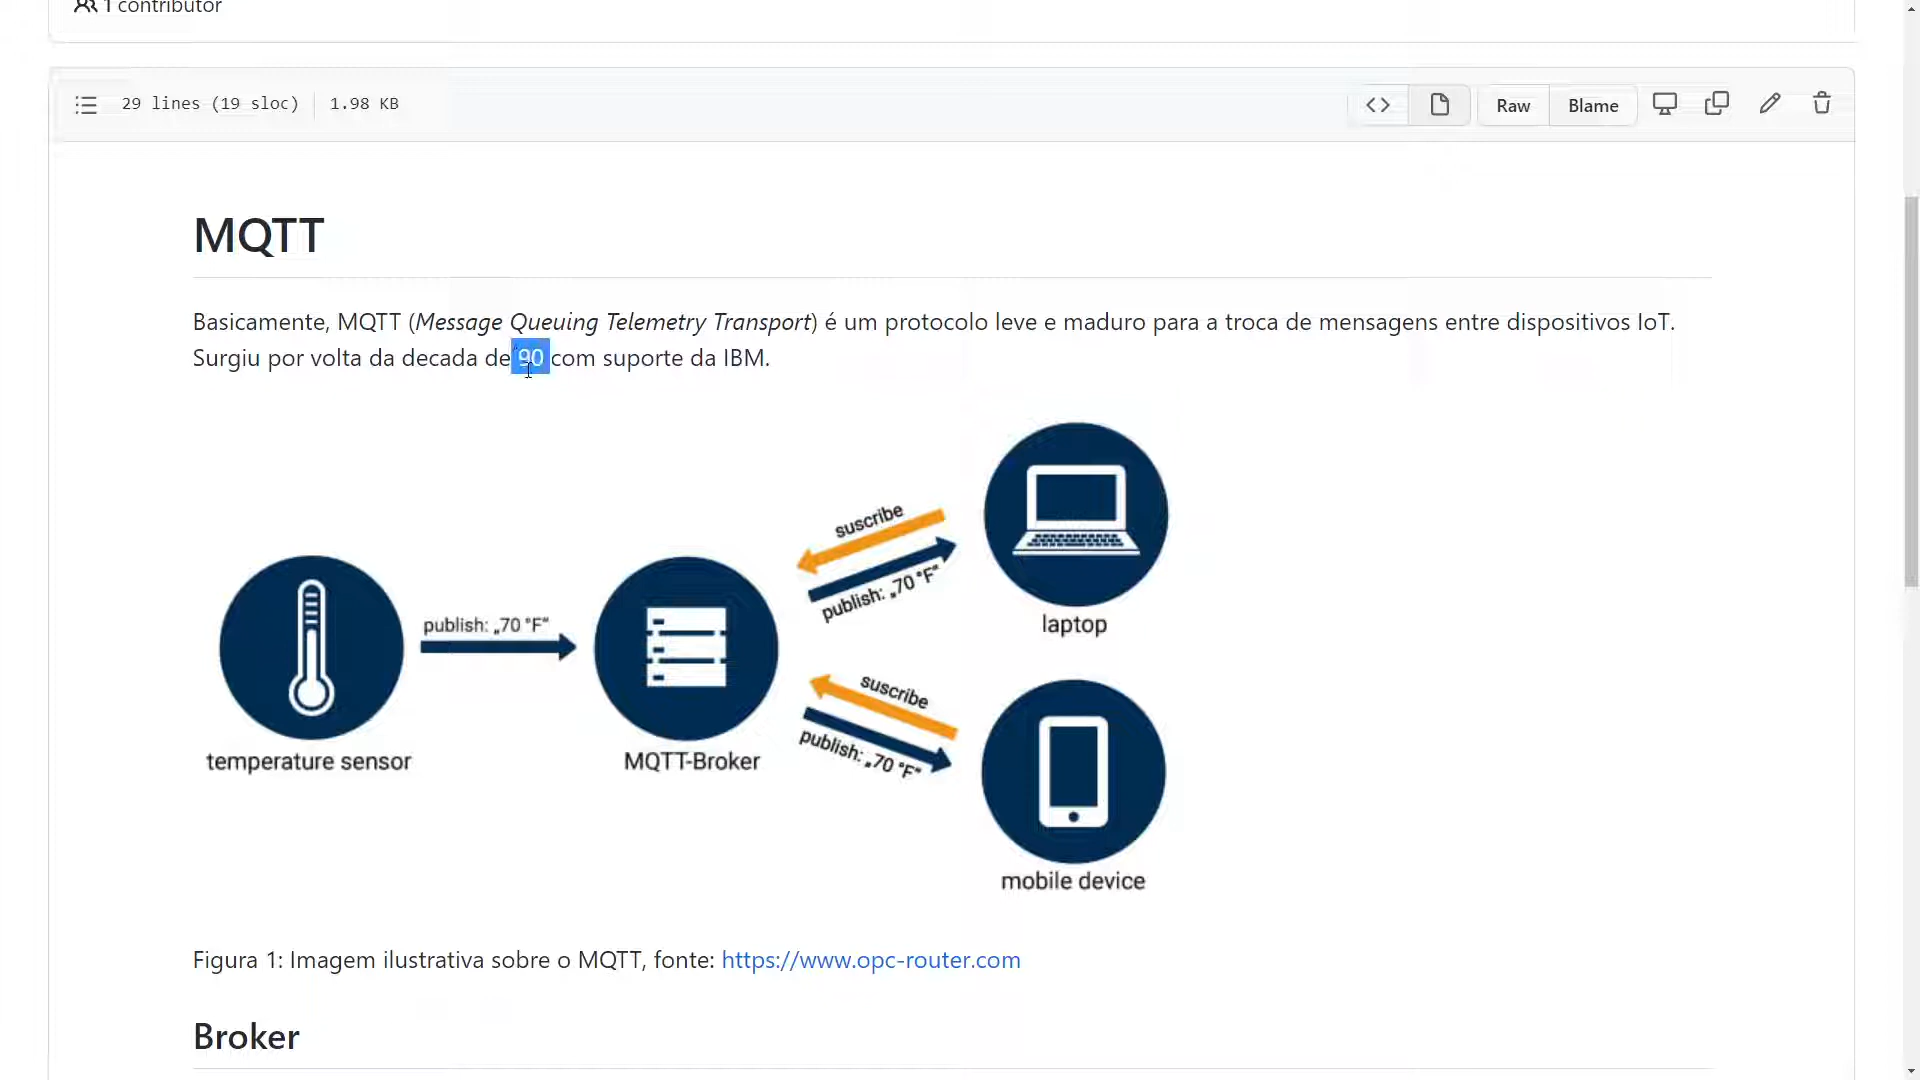 1 contributor
29 lines (19 sloc) 1.98 KB
Raw Blame
MQTT
Basicamente, MQTT (Message Queuing Telemetry Transport) é um protocolo leve e maduro para a troca de mensagens entre dispositivos IoT.
Surgiu por volta da decada de 90 com suporte da IBM.
suscribe
publish: „70 °F“
laptop
publish: „70 °F“
temperature sensor
MQTT-Broker
suscribe
publish: „70 °F“
mobile device
Figura 1: Imagem ilustrativa sobre o MQTT, fonte: https://www.opc-router.com
Broker